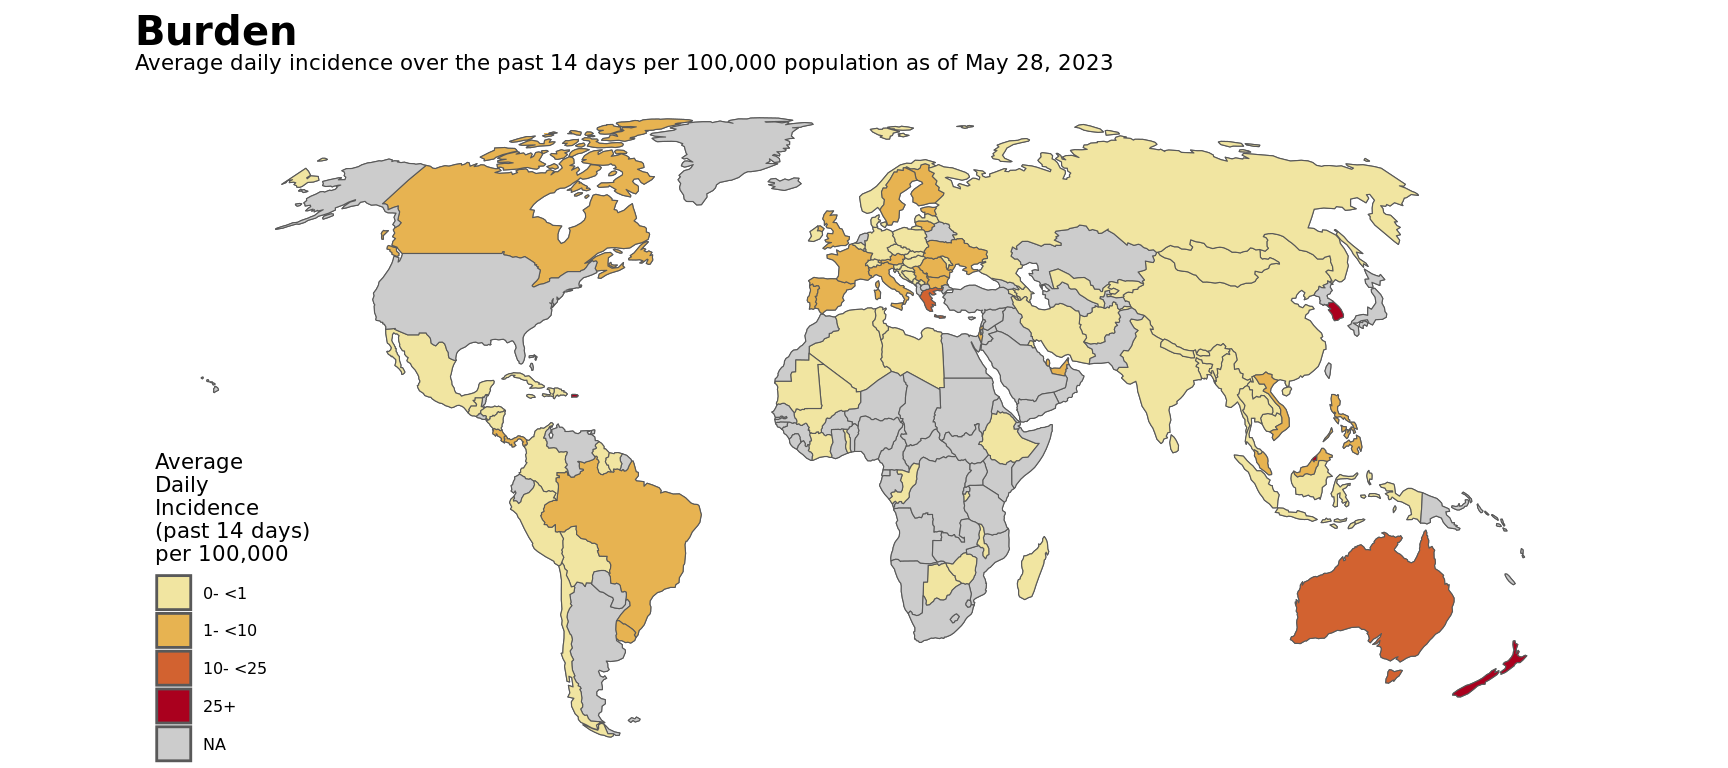 Burden
Average daily incidence over the past 14 days per 100,000 population as of May 28, 2023
Average
Daily
Incidence
(past 14 days)
per 100,000
0- <1
1- <10
10- <25
25+
NA